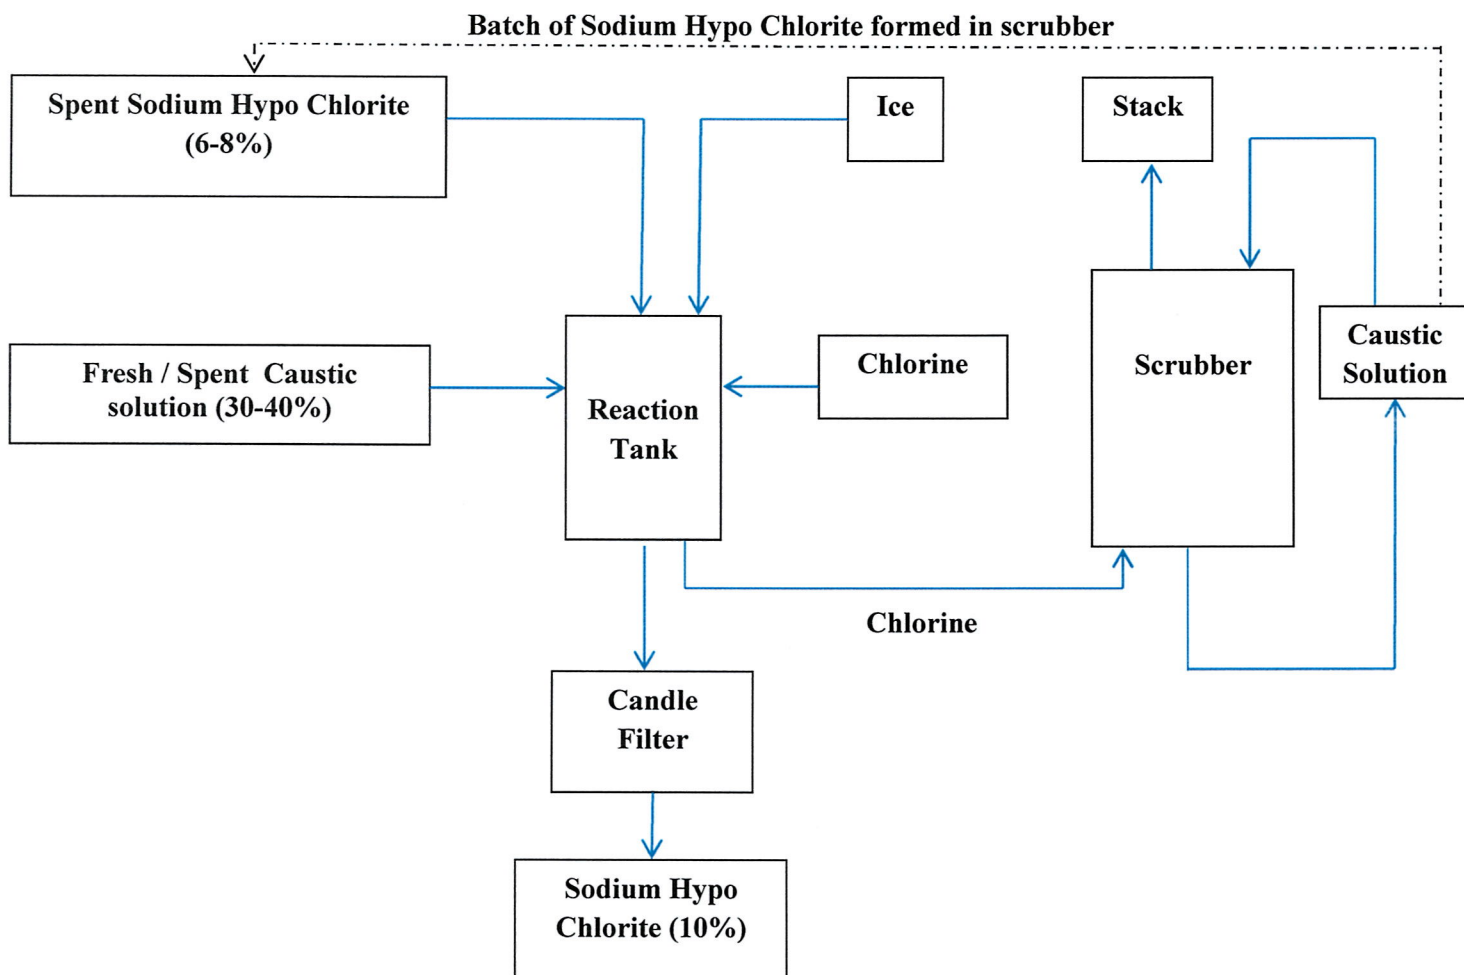 Batch of Sodium Hypo Chlorite formed in scrubber
Spent Sodium Hypo Chlorite
(6-8%)
Ice
Stack
Fresh / Spent Caustic
solution (30-40%)
Reaction
Tank
Chlorine
Scrubber
Caustic
Solution
Chlorine
Candle
Filter
Sodium Hypo
Chlorite (10%)